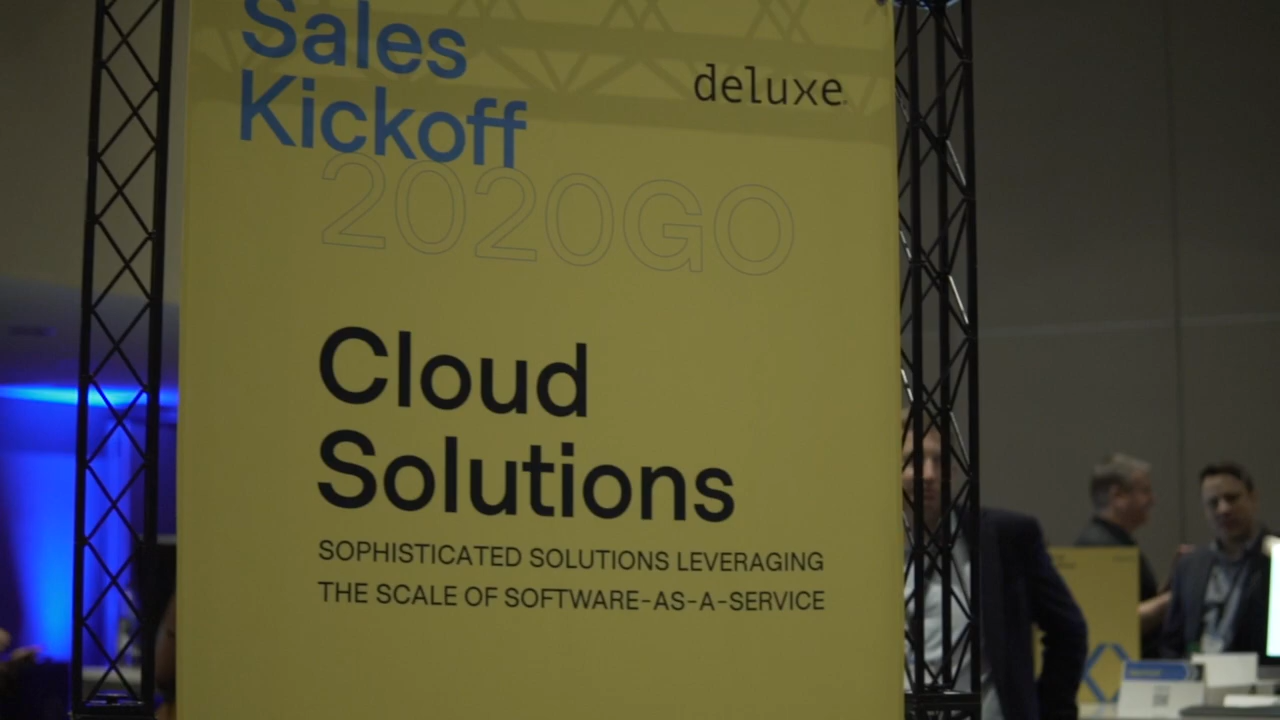 Sales
Kickoff
deluxe.
2020GO
Cloud
Solutions
SOPHISTICATED SOLUTIONS LEVERAGING
THE SCALE OF SOFTWARE-AS-A-SERVICE